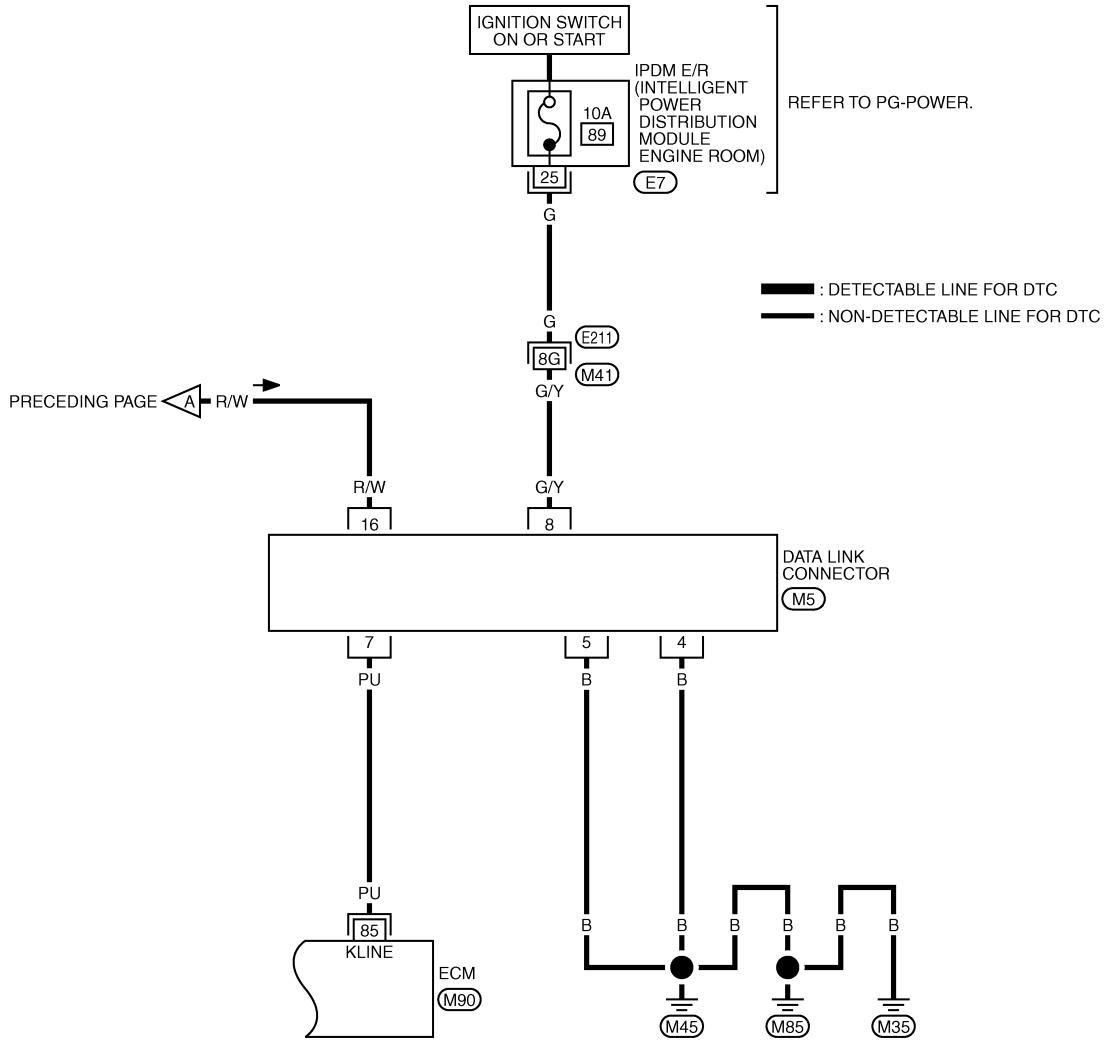 IGNITION SWITCH
ON OR START
IPDM E/R
(INTELLIGENT
POWER
DISTRIBUTION
MODULE
ENGINE ROOM)
10A
89
REFER TO PG-POWER.
25
E7
G
: DETECTABLE LINE FOR DTC
: NON-DETECTABLE LINE FOR DTC
G
E211
8G
M41
G/Y
PRECEDING PAGE
A
R/W
R/W
G/Y
16
8
DATA LINK
CONNECTOR
M5
7
5
4
PU
B
B
PU
85
KLINE
ECM
M90
B
B
B
B
B
B
M45
M85
M35